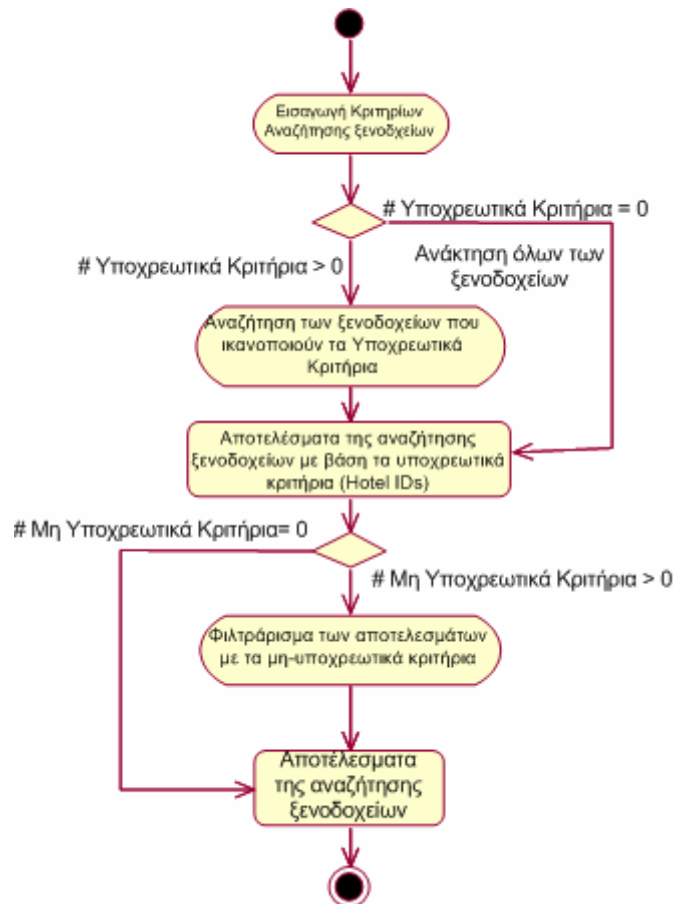 Εισαγωγή Κριτηρίων
Αναζήτησης ξενοδχείων
# Υποχρεωτικά Κριτήρια = 0
# Υποχρεωτικά Κριτήρια > 0
Ανάκτηση όλων των
ξενοδοχείων
Αναζήτηση των ξενοδοχείων που
ικανοποιούν τα Υποχρεωτικά
Κριτήρια
Αποτελέσματα της αναζήτησης
ξενοδοχείων με βάση τα υποχρεωτικά
κριτήρια (Hotel IDs)
# Μη Υποχρεωτικά Κριτήρια= 0
# Μη Υποχρεωτικά Κριτήρια > 0
Φιλτράρισμα των αποτελεσμάτων
με τα μη-υποχρεωτικά κριτήρια
Αποτέλεσματα
της αναζήτησης
ξενοδοχείων